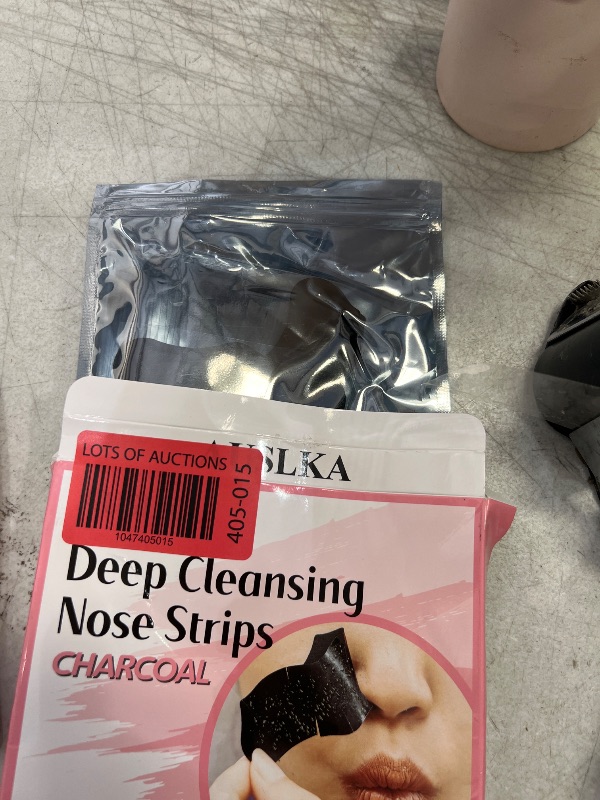 LOTS OF AUCTIONS
1047405015
405-015
Deep Cleansing
Nose Strips
CHARCOAL